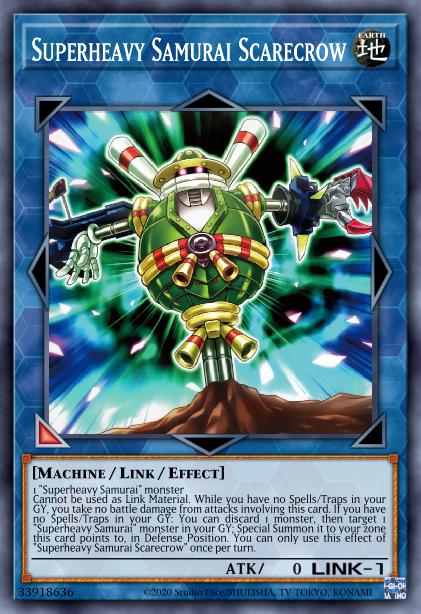 SUPERHEAVY SAMURAI SCARECROW
EARTH
地
[MACHINE / LINK / EFFECT]
1 "Superheavy Samurai" monster
Cannot be used as Link Material. While you have no Spells/Traps in your
GY, you take no battle damage from attacks involving this card. If you have
no Spells/Traps in your GY: You can discard 1 monster, then target 1
"Superheavy Samurai" monster in your GY; Special Summon it to your zone
this card points to, in Defense Position. You can only use this effect of
"Superheavy Samurai Scarecrow" once per turn.
ATK/ 0 LINK-1
33918636 ©2020 Studio Dice/SHUEISHA, TV TOKYO, KONAMI